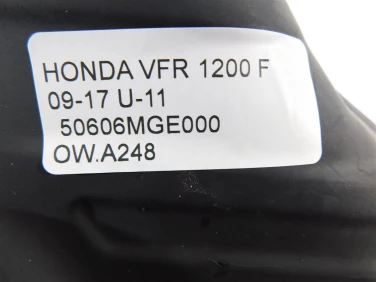 HONDA VFR 1200 F
09-17 U-11
50606MGE000
OW.A248